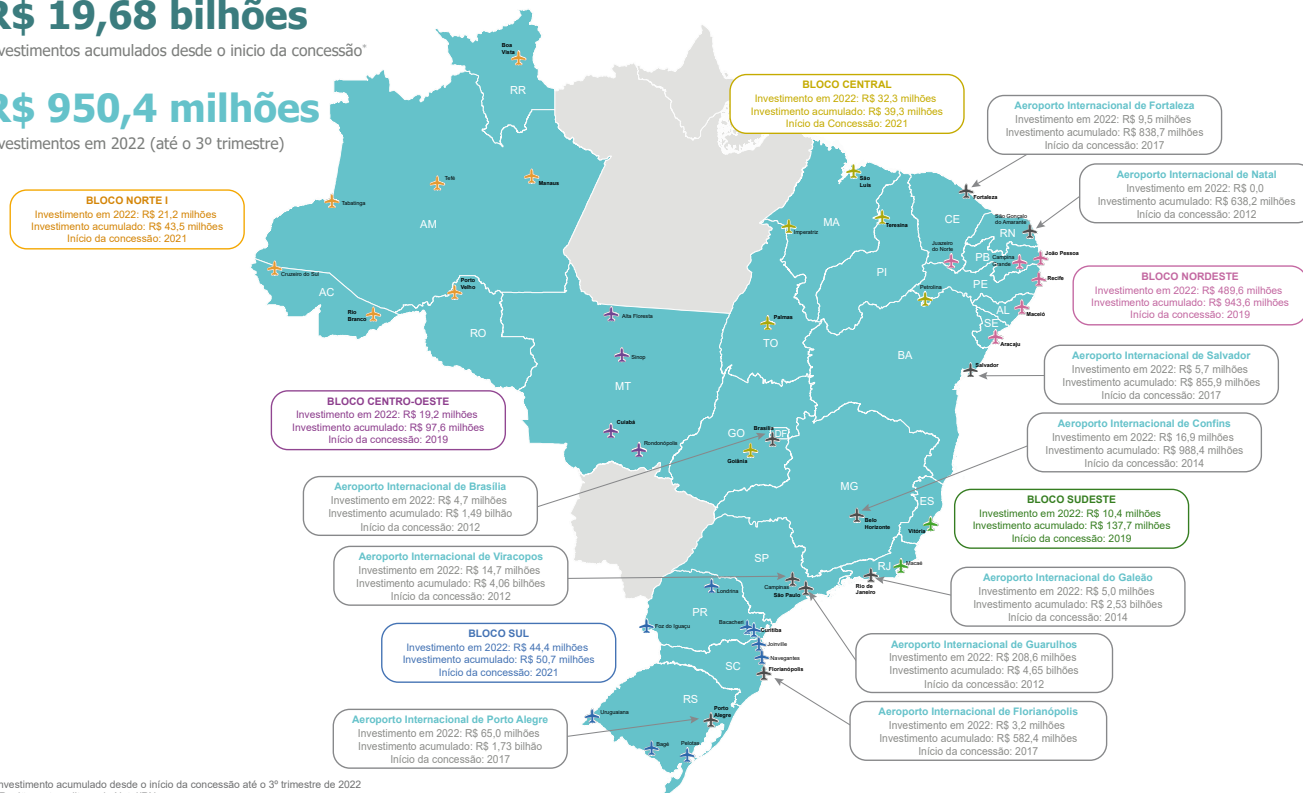 R$ 19,68 bilhões
nvestimentos acumulados desde o inicio da concessão*
R$ 950,4 milhões
nvestimentos em 2022 (até o 3º trimestre)
BLOCO NORTE I
Investimento em 2022: R$ 21,2 milhões
Investimento acumulado: R$ 43,5 milhões
Início da concessão: 2021
BLOCO CENTRAL
Investimento em 2022: R$ 32,3 milhões
Investimento acumulado: R$ 39,3 milhões
Início da Concessão: 2021
Aeroporto Internacional de Fortaleza
Investimento em 2022: R$ 9,5 milhões
Investimento acumulado: R$ 838,7 milhões
Início da concessão: 2017
Aeroporto Internacional de Natal
Investimento em 2022: R$ 0,0
Investimento acumulado: R$ 638,2 milhões
Início da concessão: 2012
BLOCO NORDESTE
Investimento em 2022: R$ 489,6 milhões
Investimento acumulado: R$ 943,6 milhões
Início da concessão: 2019
Aeroporto Internacional de Salvador
Investimento em 2022: R$ 5,7 milhões
Investimento acumulado: R$ 855,9 milhões
Início da concessão: 2017
BLOCO CENTRO-OESTE
Investimento em 2022: R$ 19,2 milhões
Investimento acumulado: R$ 97,6 milhões
Início da concessão: 2019
Aeroporto Internacional de Confins
Investimento em 2022: R$ 16,9 milhões
Investimento acumulado: R$ 988,4 milhões
Início da concessão: 2014
Aeroporto Internacional de Brasília
Investimento em 2022: R$ 4,7 milhões
Investimento acumulado: R$ 1,49 bilhão
Início da concessão: 2012
BLOCO SUDESTE
Investimento em 2022: R$ 10,4 milhões
Investimento acumulado: R$ 137,7 milhões
Início da concessão: 2019
Aeroporto Internacional de Viracopos
Investimento em 2022: R$ 14,7 milhões
Investimento acumulado: R$ 4,06 bilhões
Início da concessão: 2012
Aeroporto Internacional do Galeão
Investimento em 2022: R$ 5,0 milhões
Investimento acumulado: R$ 2,53 bilhões
Início da concessão: 2014
BLOCO SUL
Investimento em 2022: R$ 44,4 milhões
Investimento acumulado: R$ 50,7 milhões
Início da concessão: 2021
Aeroporto Internacional de Guarulhos
Investimento em 2022: R$ 208,6 milhões
Investimento acumulado: R$ 4,65 bilhões
Início da concessão: 2012
Aeroporto Internacional de Porto Alegre
Investimento em 2022: R$ 65,0 milhões
Investimento acumulado: R$ 1,73 bilhão
Início da concessão: 2017
Aeroporto Internacional de Florianópolis
Investimento em 2022: R$ 3,2 milhões
Investimento acumulado: R$ 582,4 milhões
Início da concessão: 2017
Boa
Vista
RR
Tefé
Manaus
Tabatinga
AM
Cruzeiro do Sul
AC
Rio
Branco
Porto
Velho
RO
São
Luís
MA
Imperatriz
Teresina
PI
CE
Fortaleza
Juazeiro
do Norte
São Gonçalo
do Amarante
RN
PB
Campina
Grande
João Pessoa
PE
Recife
Petrolina
AL
Maceió
SE
Aracaju
Palmas
TO
BA
Salvador
Alta Floresta
Sinop
MT
Cuiabá
Rondonópolis
GO
Brasília
DF
Goiânia
MG
Belo
Horizonte
ES
Vitória
SP
Campinas
São Paulo
RJ
Macaé
Rio de
Janeiro
Londrina
PR
Foz do Iguaçu
Bacacheri
Curitiba
Joinville
Navegantes
SC
Florianópolis
RS
Uruguaiana
Porto
Alegre
Bagé
Pelotas
nvestimento acumulado desde o início da concessão até o 3º trimestre de 2022